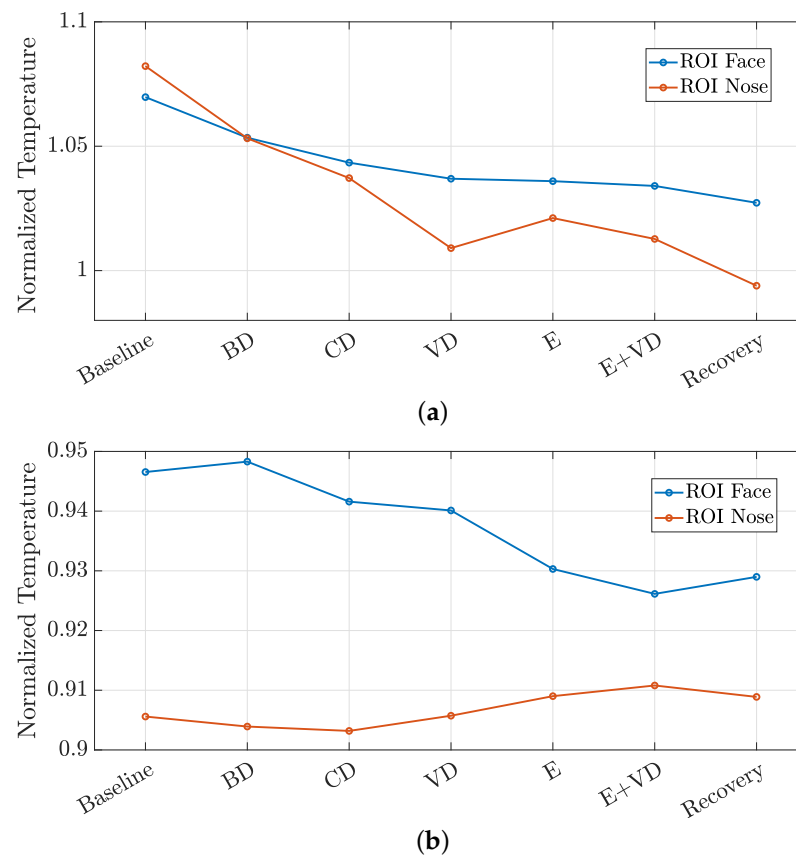 1.1
1.05
1
Normalized Temperature
ROI Face
ROI Nose
Baseline
BD
CD
VD
E
E+VD
Recovery
(a)
0.95
0.94
0.93
0.92
0.91
0.9
Normalized Temperature
ROI Face
ROI Nose
Baseline
BD
CD
VD
E
E+VD
Recovery
(b)